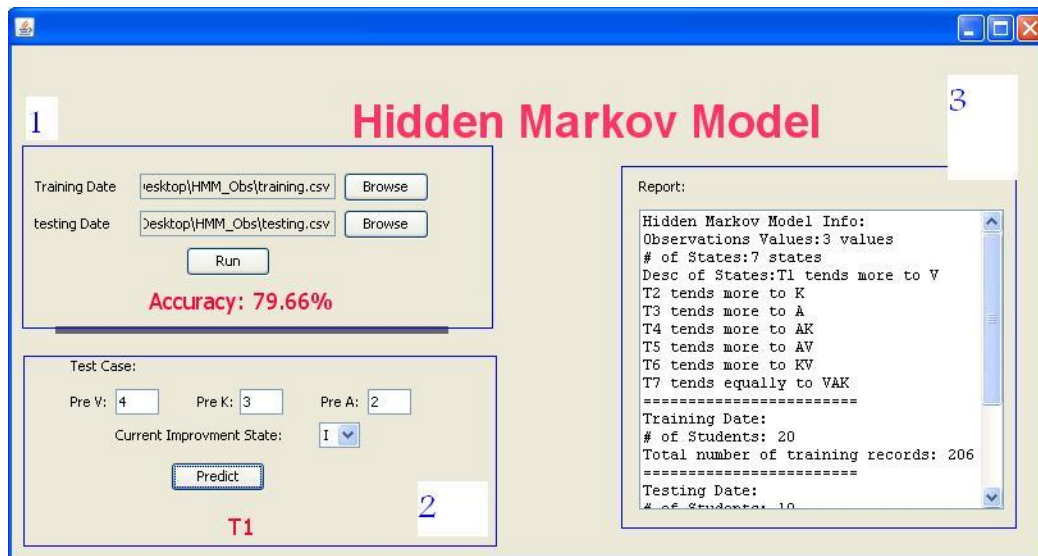 1
Hidden Markov Model
3
Training Date
esktop\HMM_Obs\training.csv
Browse
testing Date
Desktop\HMM_Obs\testing.csv
Browse
Run
Accuracy: 79.66%
Test Case:
Pre V: 4 Pre K: 3 Pre A: 2
Current Improvment State: I
Predict
T1
2
Report:
Hidden Markov Model Info:
Observations Values:3 values
# of States:7 states
Desc of States:T1 tends more to V
T2 tends more to K
T3 tends more to A
T4 tends more to AK
T5 tends more to AV
T6 tends more to KV
T7 tends equally to VAK
=========================
Training Date:
# of Students: 20
Total number of training records: 206
=========================
Testing Date:
# of Students: 10